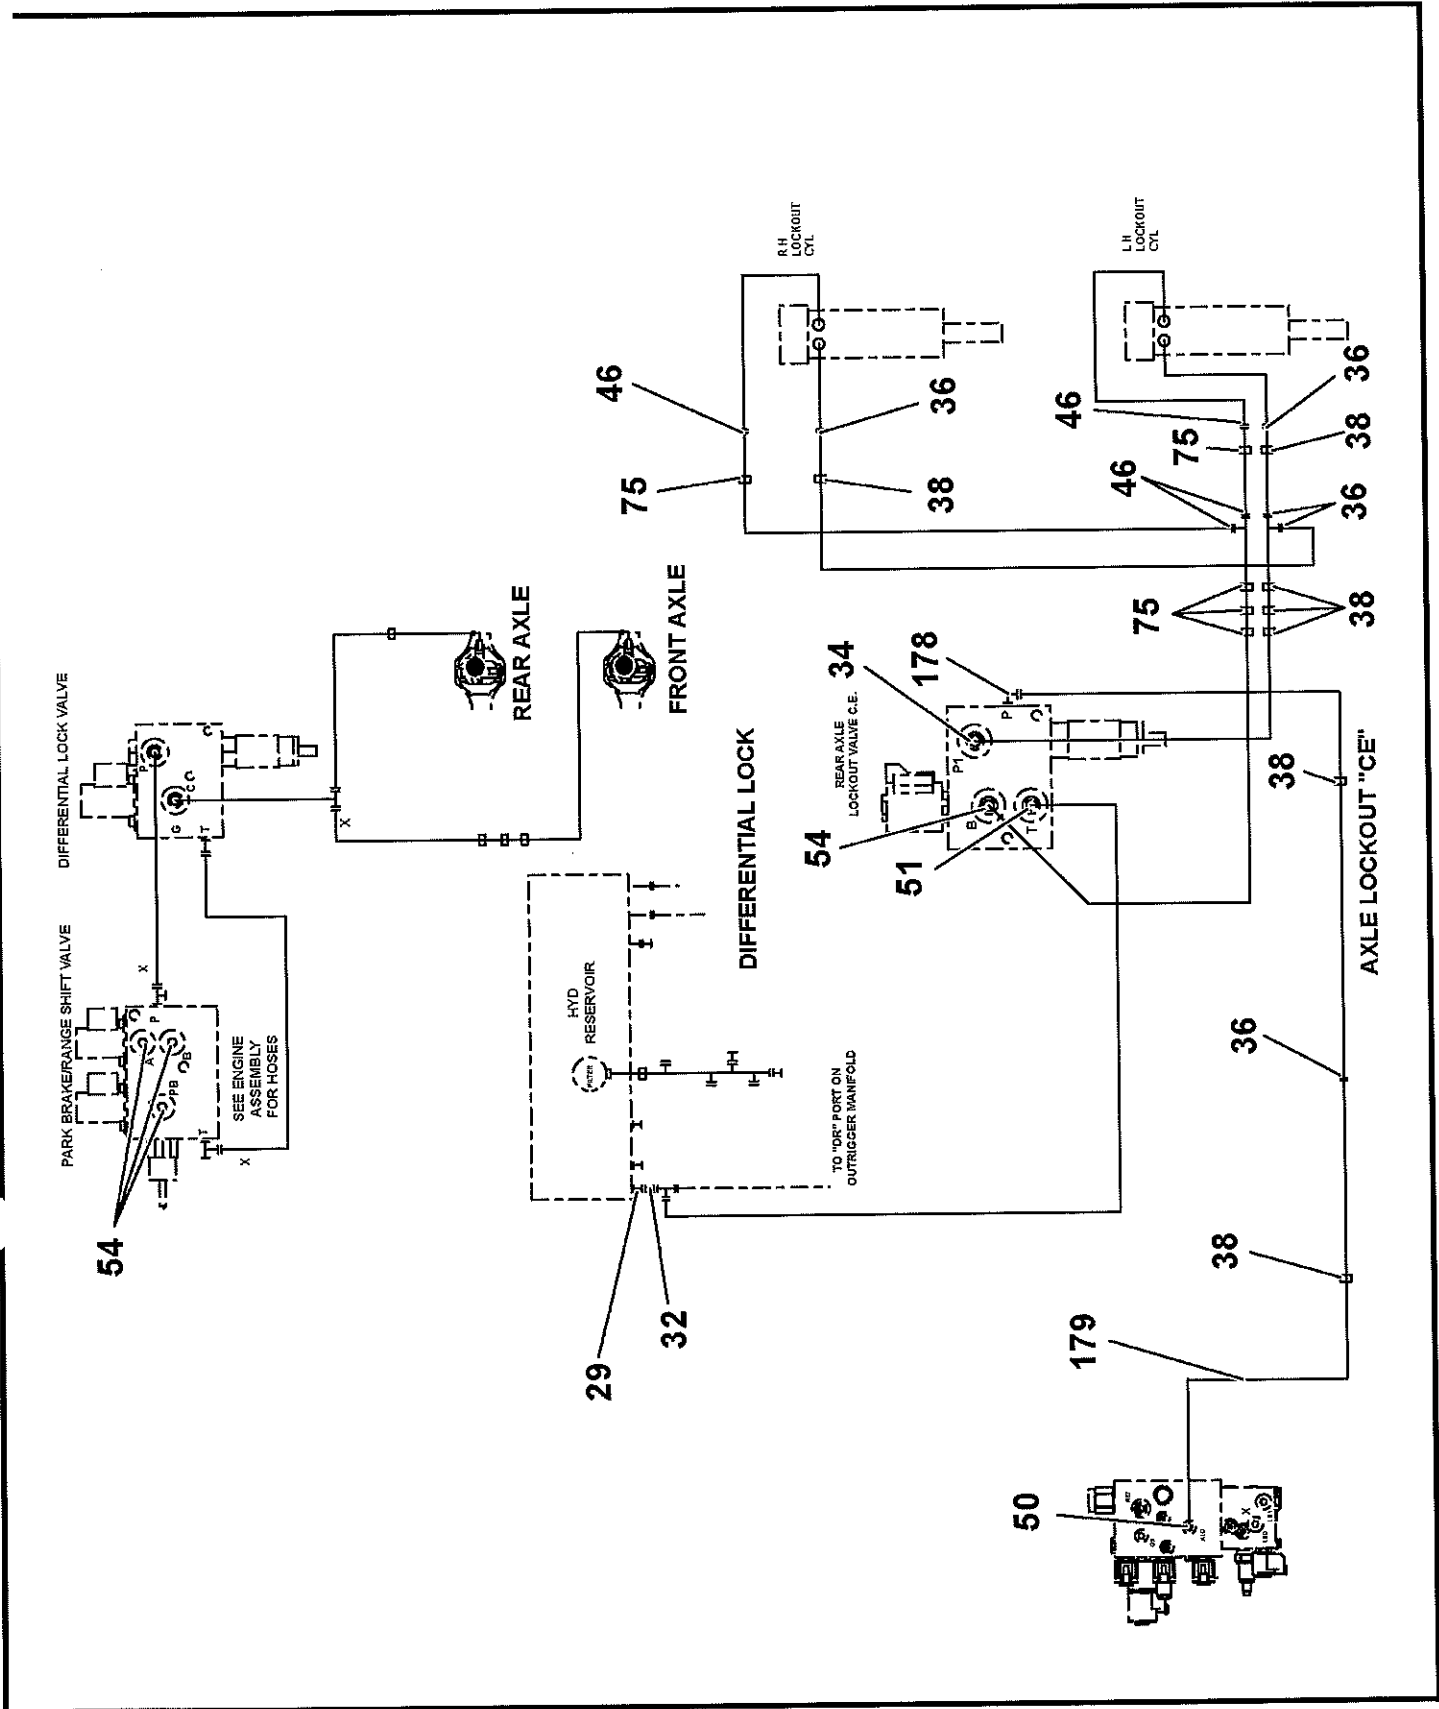 PARK BRAKE/RANGE SHIFT VALVE
DIFFERENTIAL LOCK VALVE
54
A
B
PB
P
T
X
X
SEE ENGINE
ASSEMBLY
FOR HOSES
P
G
C
C
T
X
REAR AXLE
FRONT AXLE
DIFFERENTIAL LOCK
HYD
RESERVOIR
FILTER
29
32
TO "DR" PORT ON
OUTRIGGER MANIFOLD
R H
LOCKOUT
CYL
46
36
75
38
L H
LOCKOUT
CYL
46
36
75
38
46
36
75
38
REAR AXLE
LOCKOUT VALVE C.E.
34
178
54
51
P1
P
B
T
38
36
38
179
50
X
AXLE LOCKOUT "CE"